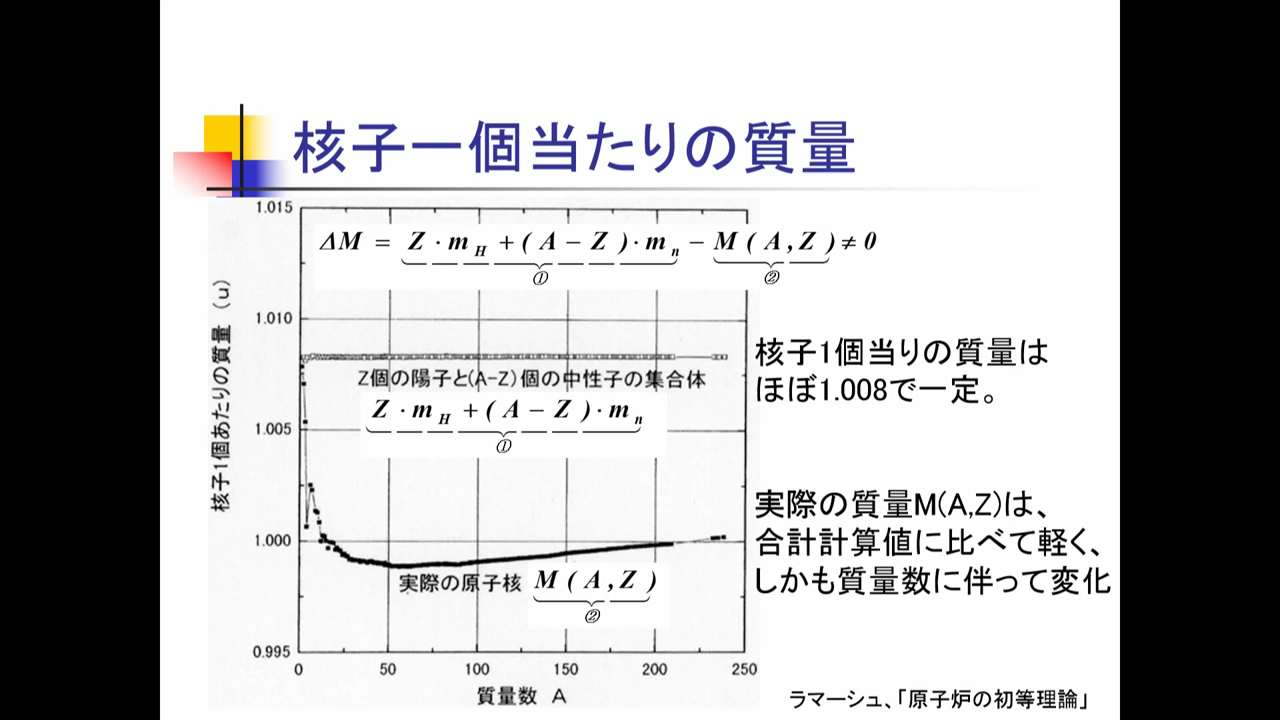 核子一個当たりの質量
ΔM = Z・m_H + ( A − Z )・m_n − M ( A , Z ) ≠ 0
① ②
1.015
1.010
1.005
1.000
0.995
核子1個あたりの質量 (u)
Z個の陽子と(A-Z)個の中性子の集合体
Z・m_H + ( A − Z )・m_n
①
実際の原子核 M ( A , Z )
②
0 50 100 150 200 250
質量数 A
核子1個当りの質量は
ほぼ1.008で一定。
実際の質量M(A,Z)は、
合計計算値に比べて軽く、
しかも質量数に伴って変化
ラマーシュ、「原子炉の初等理論」